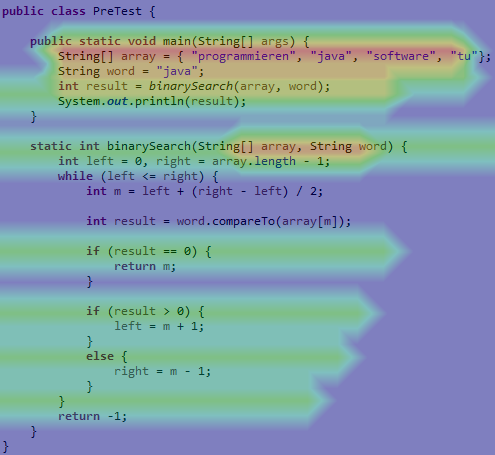 public class PreTest {
public static void main(String[] args) {
String[] array = { "programmieren", "java", "software", "tu"};
String word = "java";
int result = binarySearch(array, word);
System.out.println(result);
}
static int binarySearch(String[] array, String word) {
int left = 0, right = array.length - 1;
while (left <= right) {
int m = left + (right - left) / 2;
int result = word.compareTo(array[m]);
if (result == 0) {
return m;
}
if (result > 0) {
left = m + 1;
}
else {
right = m - 1;
}
}
return -1;
}
}